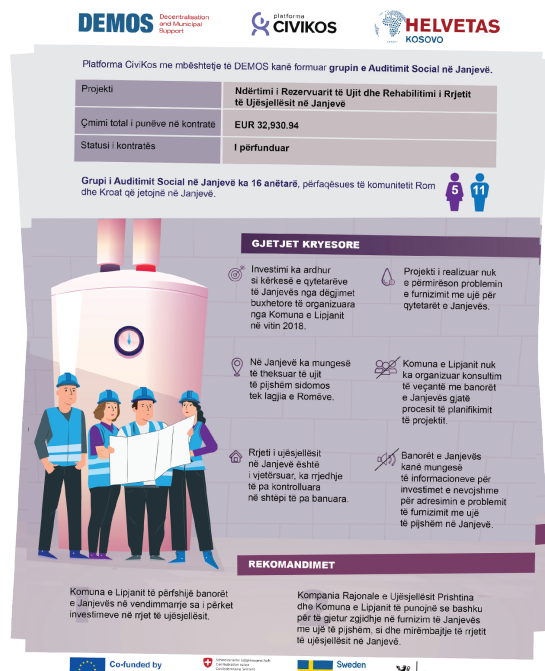 DEMOS
Decentralisation
and Municipal
Support
platforma
CIVIKOS
HELVETAS
KOSOVO
Platforma CiviKos me mbështetje të DEMOS kanë formuar grupin e Auditimit Social në Janjevë.
Projekti
Ndërtimi i Rezervuarit të Ujit dhe Rehabilitimi i Rrjetit
të Ujësjellësit në Janjevë
Çmimi total i punëve në kontratë
EUR 32,930.94
Statusi i kontratës
I përfunduar
Grupi i Auditimit Social në Janjevë ka 16 anëtarë, përfaqësues të komunitetit Rom
dhe Kroat që jetojnë në Janjevë.
5
11
GJETJET KRYESORE
Investimi ka ardhur
si kërkesë e qytetarëve
të Janjevës nga dëgjimet
buxhetore të organizuara
nga Komuna e Lipjanit
në vitin 2018.
Projekti i realizuar nuk
e përmirëson problemin
e furnizimit me ujë për
qytetarët e Janjevës.
Në Janjevë ka mungesë
të theksuar të ujit
të pijshëm sidomos
tek lagjia e Romëve.
Komuna e Lipjanit nuk
ka organizuar konsultim
të veçantë me banorët
e Janjevës gjatë
procesit të planifikimit
të projektit.
Rrjeti i ujësjellësit
në Janjevë është
i vjetërsuar, ka rrjedhje
të pa kontrolluara
në shtëpi të pa banuara.
Banorët e Janjevës
kanë mungesë
të informacioneve për
investimet e nevojshme
për adresimin e problemit
të furnizimit me ujë
të pijshëm në Janjevë.
REKOMANDIMET
Komuna e Lipjanit të përfshijë banorët
e Janjevës në vendimmarrje sa i përket
investimeve në rrjet të ujësjellësit.
Kompania Rajonale e Ujësjellësit Prishtina
dhe Komuna e Lipjanit të punojnë se bashku
për të gjetur zgjidhje në furnizim të Janjevës
me ujë të pijshëm, si dhe mirëmbajtje të rrjetit
të ujësjellësit në Janjevë.
Co-funded by
Sweden